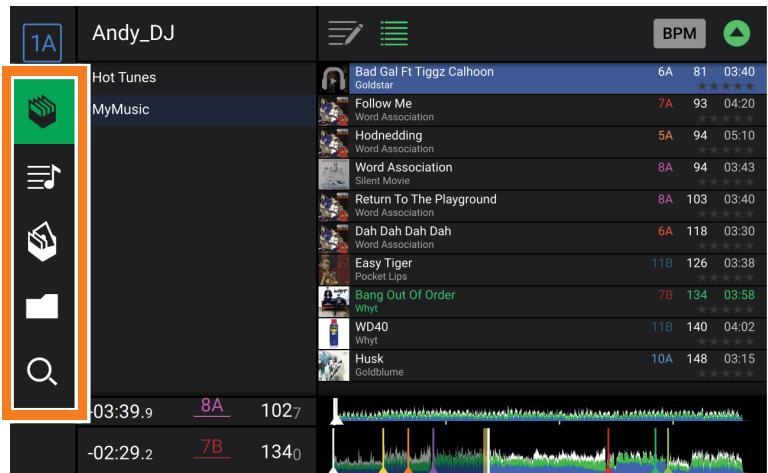 1A
Andy_DJ
BPM
Hot Tunes
MyMusic
Bad Gal Ft Tiggz Calhoon 6A 81 03:40
Goldstar
Follow Me 7A 93 04:20
Word Association
Hodnedding 5A 94 05:10
Word Association
Word Association 8A 94 03:43
Silent Movie
Return To The Playground 8A 103 03:40
Word Association
Dah Dah Dah Dah 6A 118 03:30
Word Association
Easy Tiger 11B 126 03:38
Pocket Lips
Bang Out Of Order 7B 134 03:58
Whyt
WD40 11B 140 04:02
Whyt
Husk 10A 148 03:15
Goldblume
-03:39.9 8A 1027
-02:29.2 7B 1340